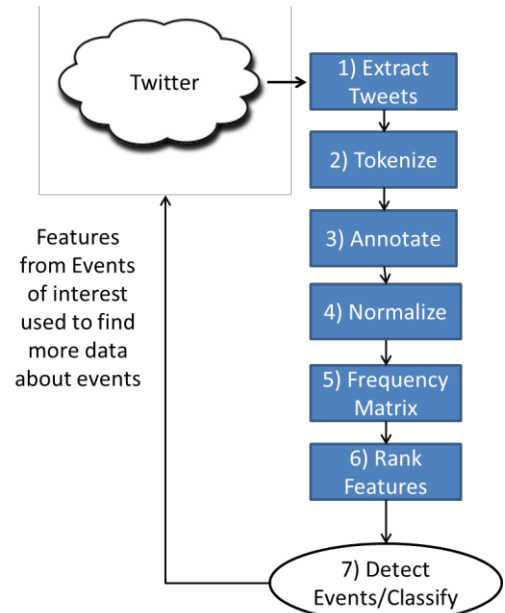 Twitter
1) Extract
Tweets
2) Tokenize
3) Annotate
4) Normalize
5) Frequency
Matrix
6) Rank
Features
7) Detect
Events/Classify
Features
from Events
of interest
used to find
more data
about events